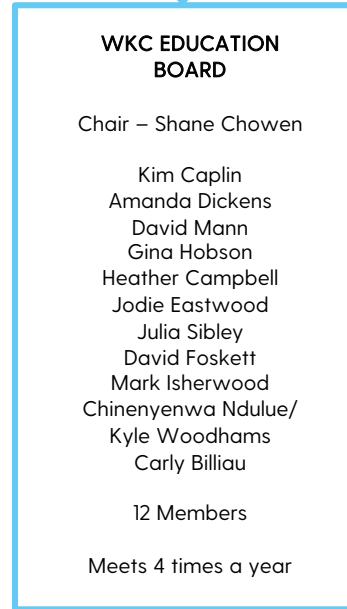 WKC EDUCATION
BOARD
Chair – Shane Chowen
Kim Caplin
Amanda Dickens
David Mann
Gina Hobson
Heather Campbell
Jodie Eastwood
Julia Sibley
David Foskett
Mark Isherwood
Chinenyenwa Ndulue/
Kyle Woodhams
Carly Billiau
12 Members
Meets 4 times a year